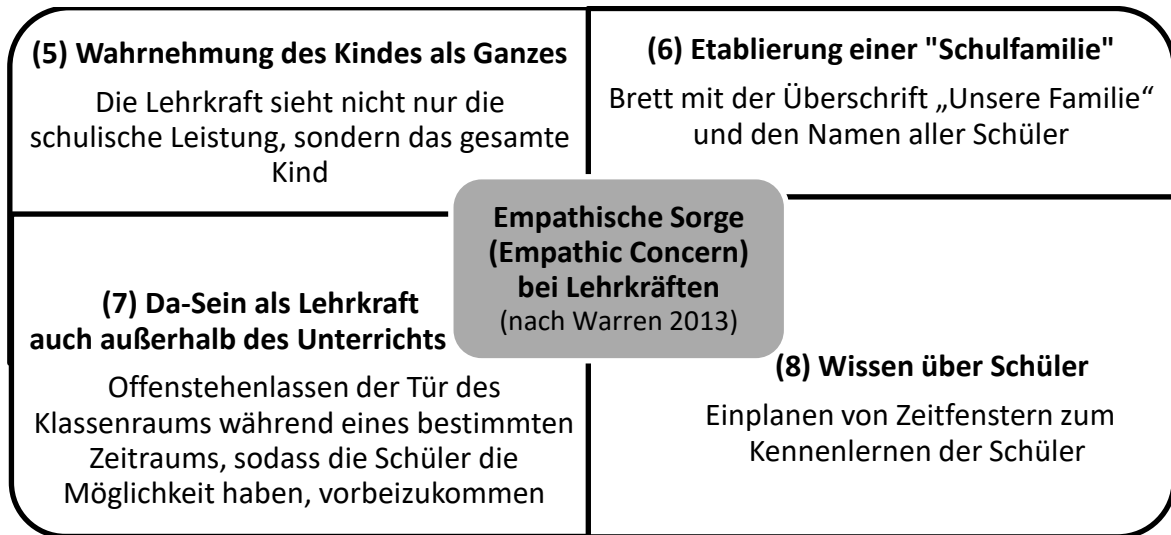 (5) Wahrnehmung des Kindes als Ganzes
Die Lehrkraft sieht nicht nur die
schulische Leistung, sondern das gesamte
Kind
(6) Etablierung einer "Schulfamilie"
Brett mit der Überschrift „Unsere Familie“
und den Namen aller Schüler
Empathische Sorge
(Empathic Concern)
bei Lehrkräften
(nach Warren 2013)
(7) Da-Sein als Lehrkraft
auch außerhalb des Unterrichts
Offenstehenlassen der Tür des
Klassenraums während eines bestimmten
Zeitraums, sodass die Schüler die
Möglichkeit haben, vorbeizukommen
(8) Wissen über Schüler
Einplanen von Zeitfenstern zum
Kennenlernen der Schüler